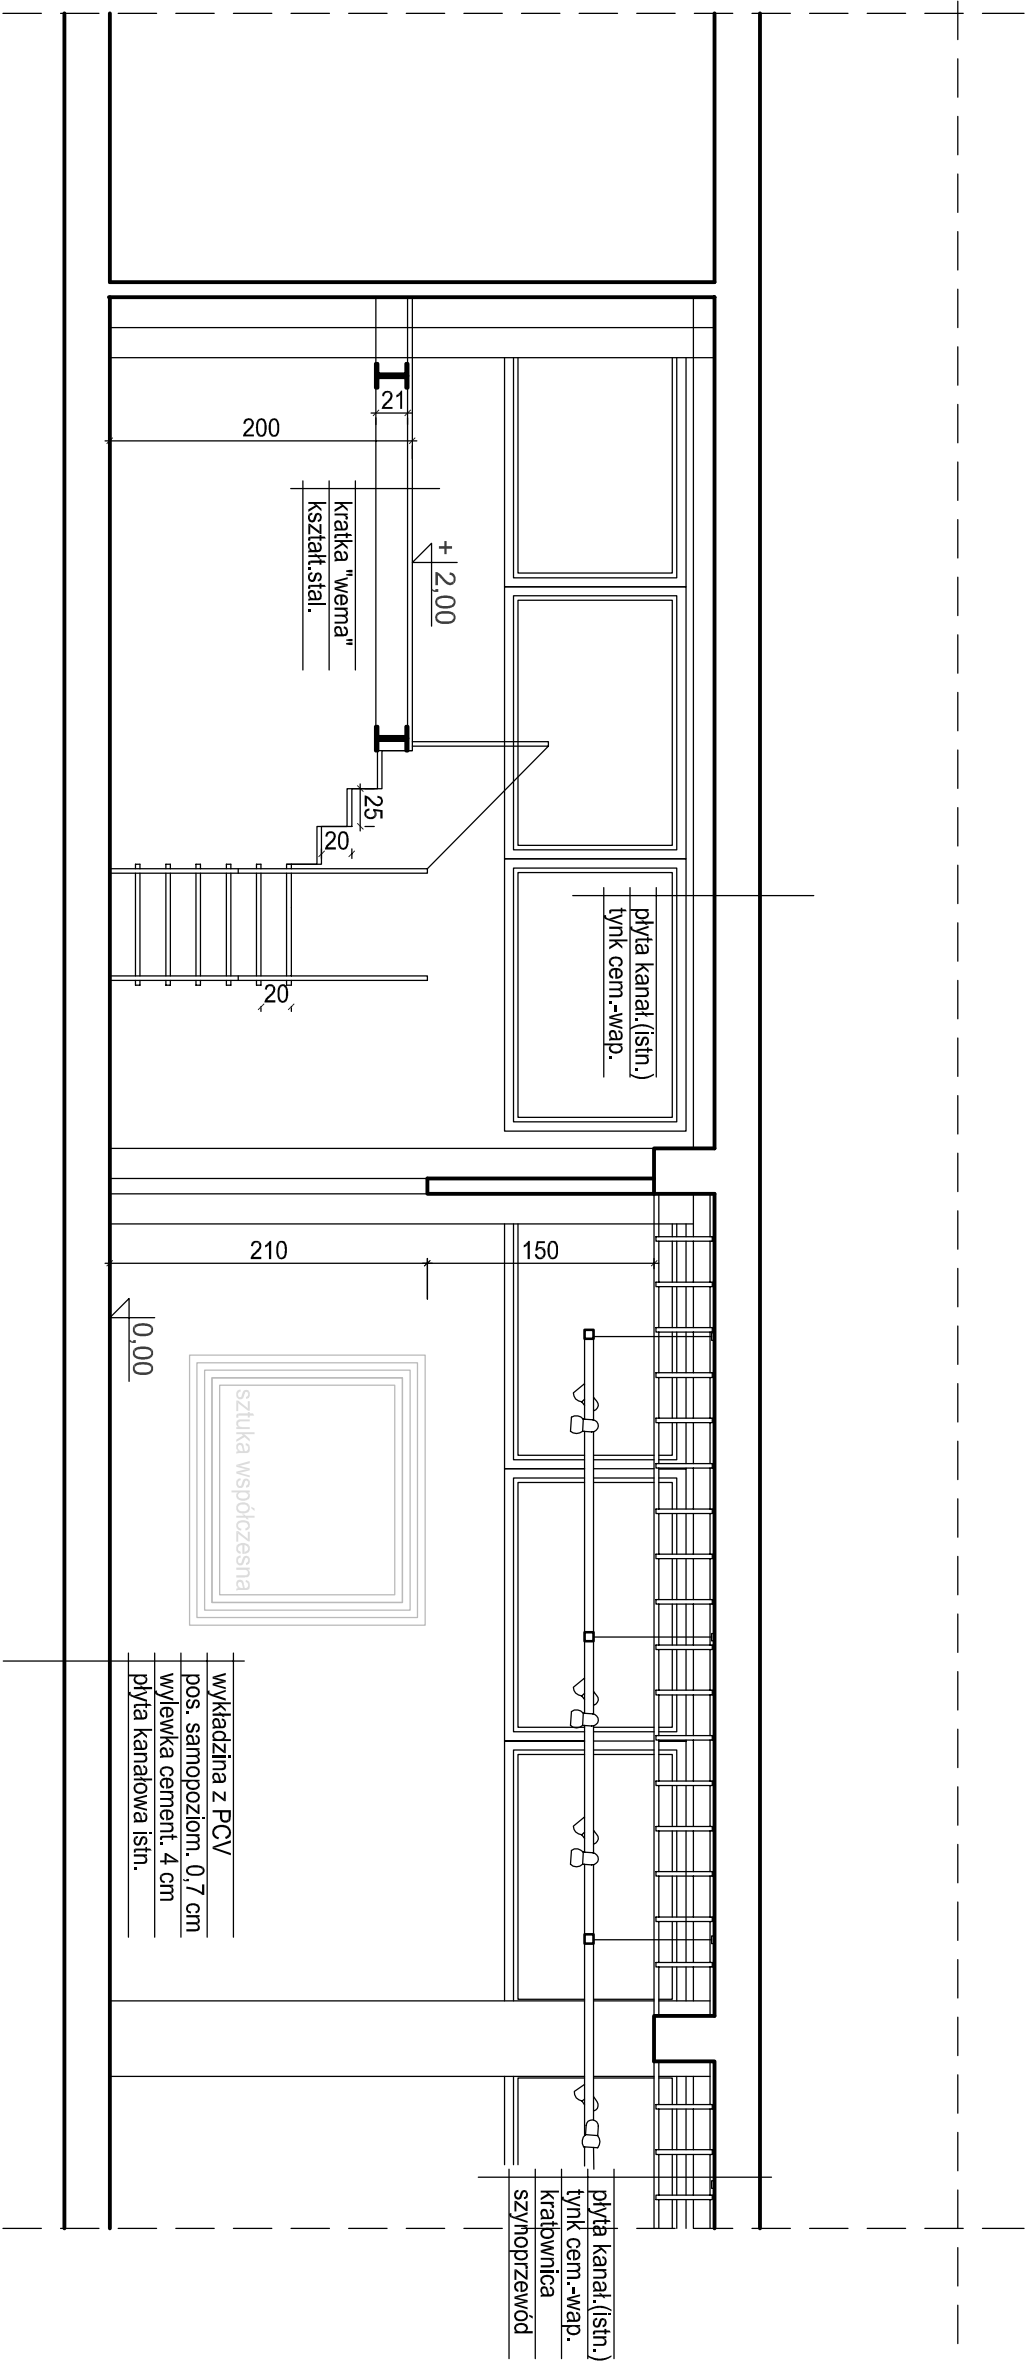 21
200
kratka "wema"
kształt.stal.
+ 2,00
25
20
20
płyta kanał.(istn.)
tynk cem.-wap.
210
150
0,00
sztuka współczesna
wykładzina z PCV
pos. samopoziom. 0,7 cm
wylewka cement. 4 cm
płyta kanałowa istn.
płyta kanał.(istn.)
tynk cem.-wap.
kratownica
szynoprzewód